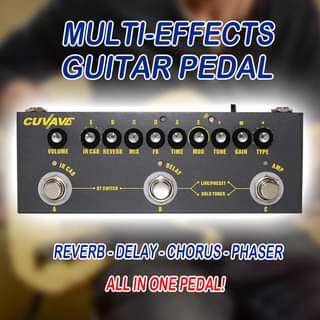 MULTI-EFFECTS
GUITAR PEDAL
CUVAVE
VOLUME IR CAB REVERB MIX FB TIME MOD TONE GAIN TYPE
IR CAB DELAY AMP
BT SWITCH LIVE/PRESET
HOLD TUNER
A B C
REVERB - DELAY - CHORUS - PHASER
ALL IN ONE PEDAL!